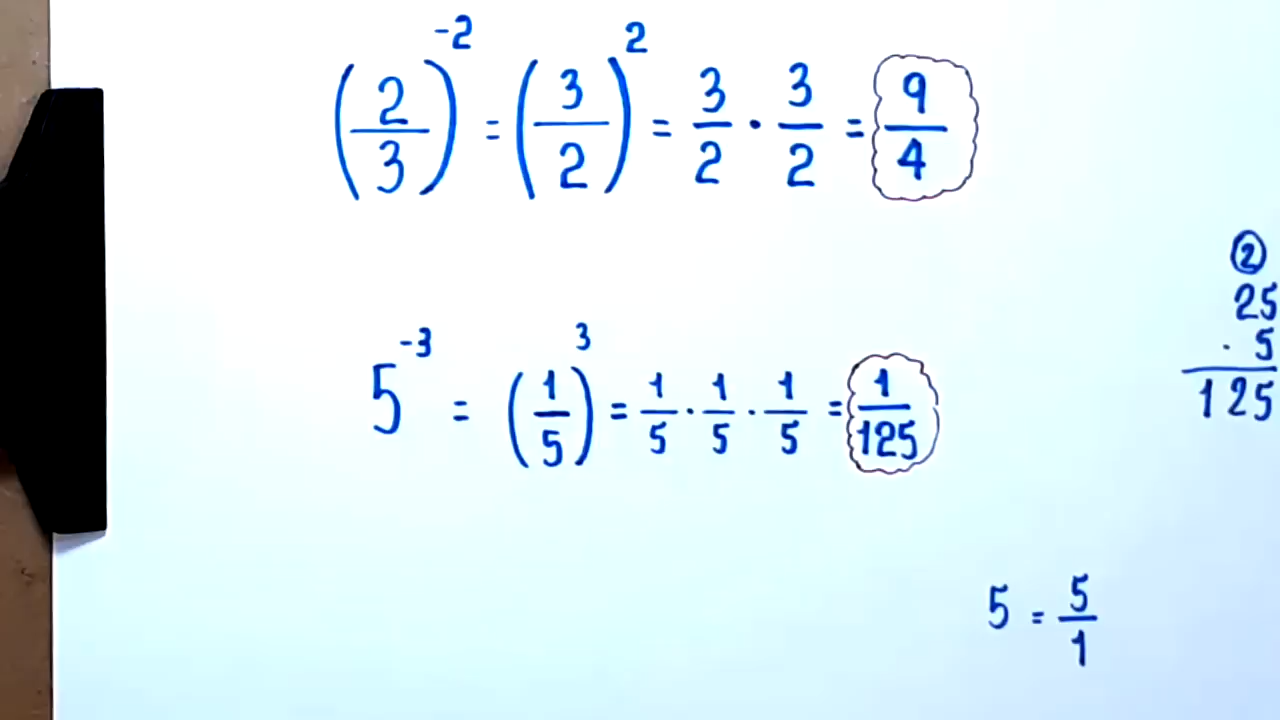 (2/3)^-2 = (3/2)^2 = 3/2 · 3/2 = 9/4
5^-3 = (1/5)^3 = 1/5 · 1/5 · 1/5 = 1/125
2
25
· 5
125
5 = 5/1